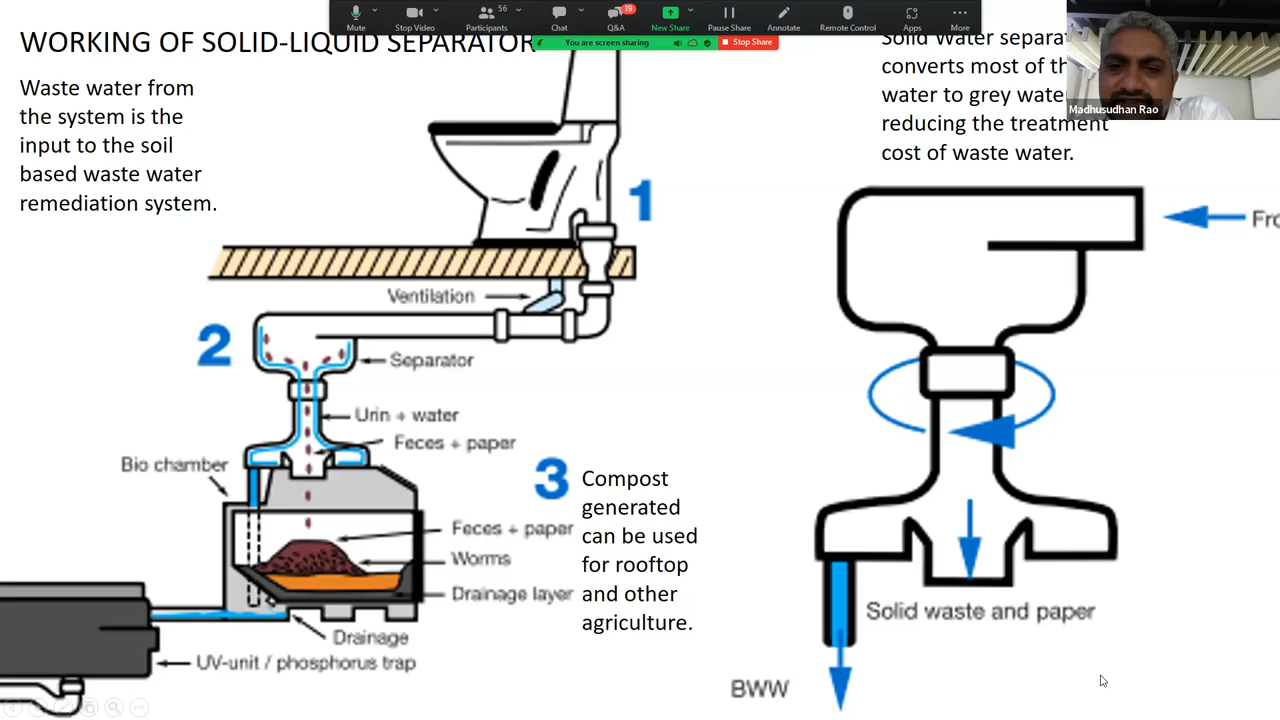 Mute
Stop Video
Participants
56
Chat
Q&A
19
New Share
Pause Share
Annotate
Remote Control
Apps
More
You are screen sharing
Stop Share
Madhusudhan Rao
WORKING OF SOLID-LIQUID SEPARATOR
Waste water from
the system is the
input to the soil
based waste water
remediation system.
Solid Water
converts most of
water to grey
reducing the treatment
cost of waste water.
1
Ventilation
2
Separator
Urin + water
Feces + paper
Bio chamber
3
Feces + paper
Worms
Drainage layer
Drainage
UV-unit / phosphorus trap
Compost
generated
can be used
for rooftop
and other
agriculture.
Solid waste and paper
BWW